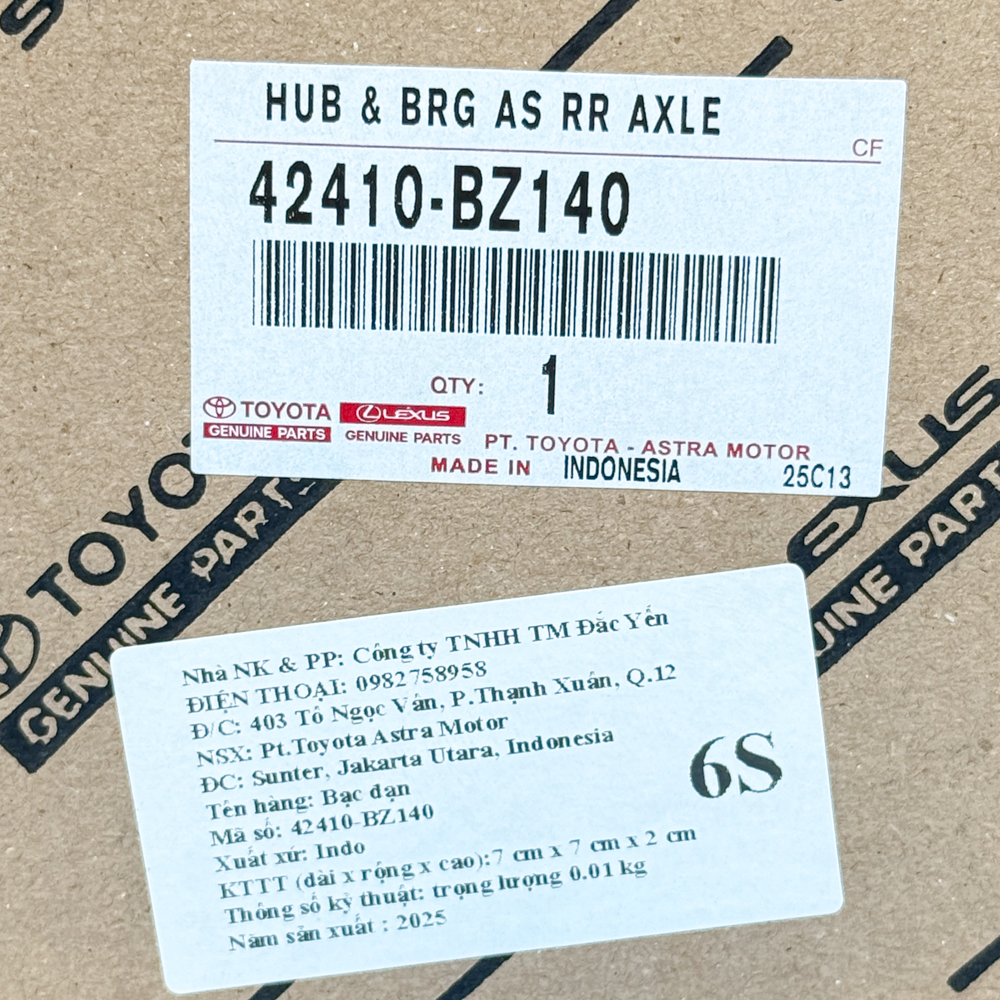 HUB & BRG AS RR AXLE
CF
42410-BZ140
QTY: 1
TOYOTA
GENUINE PARTS
LEXUS
GENUINE PARTS
PT. TOYOTA - ASTRA MOTOR
MADE IN INDONESIA
25C13
TOYO
GENUINE PARTS
EXUS
UINE PART
Nhà NK & PP: Công ty TNHH TM Đắc Yến
ĐIỆN THOẠI: 0982758958
Đ/C: 403 Tô Ngọc Vân, P.Thạnh Xuân, Q.12
NSX: Pt.Toyota Astra Motor
ĐC: Sunter, Jakarta Utara, Indonesia
Tên hàng: Bạc đạn
Mã số: 42410-BZ140
Xuất xứ: Indo
KTTT (dài x rộng x cao):7 cm x 7 cm x 2 cm
Thông số kỹ thuật: trọng lượng 0.01 kg
Năm sản xuất : 2025
6S